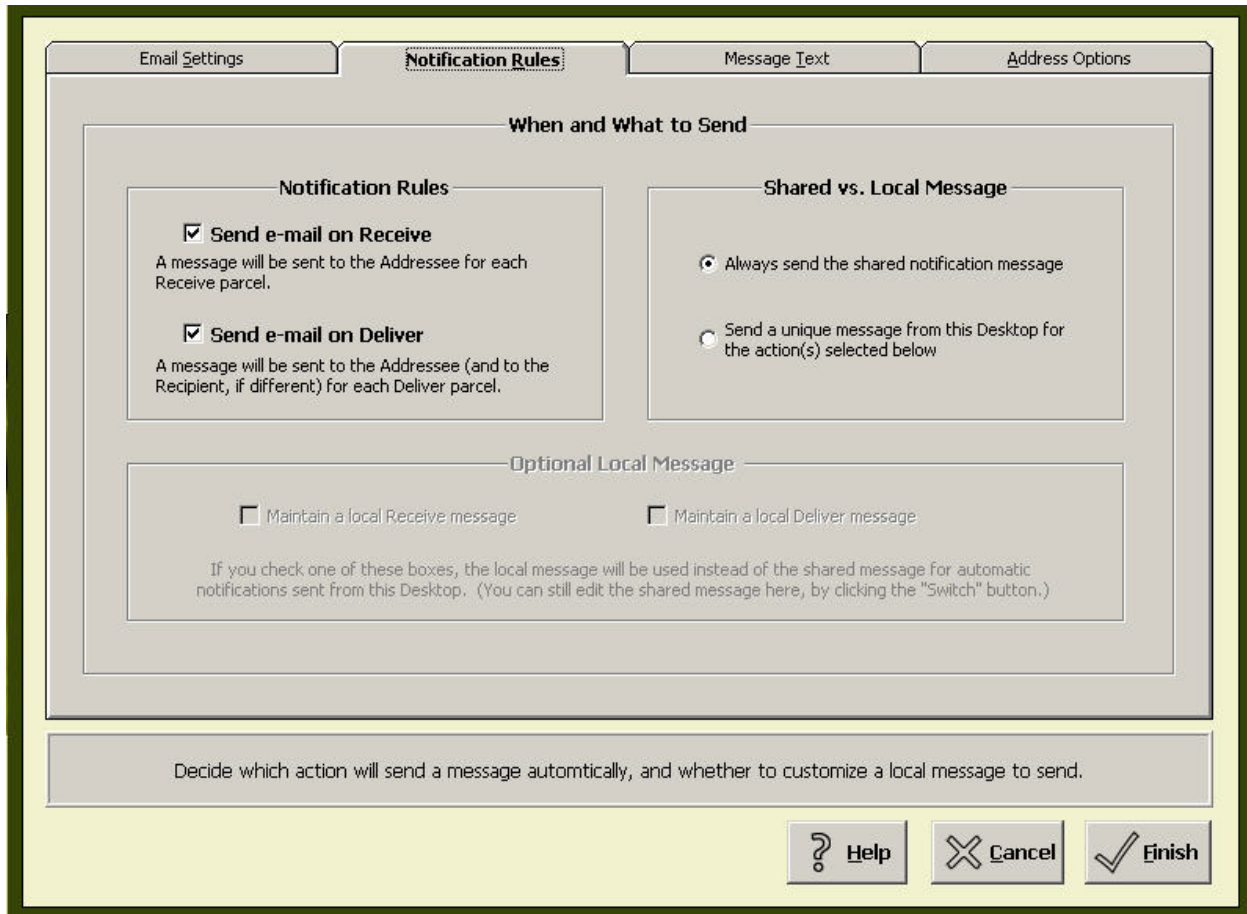 Email Settings
Notification Rules
Message Text
Address Options
When and What to Send
Notification Rules
Send e-mail on Receive
A message will be sent to the Addressee for each
Receive parcel.
Send e-mail on Deliver
A message will be sent to the Addressee (and to the
Recipient, if different) for each Deliver parcel.
Shared vs. Local Message
Always send the shared notification message
Send a unique message from this Desktop for
the action(s) selected below
Optional Local Message
Maintain a local Receive message
Maintain a local Deliver message
If you check one of these boxes, the local message will be used instead of the shared message for automatic
notifications sent from this Desktop. (You can still edit the shared message here, by clicking the "Switch" button.)
Decide which action will send a message automtically, and whether to customize a local message to send.
Help
Cancel
Finish